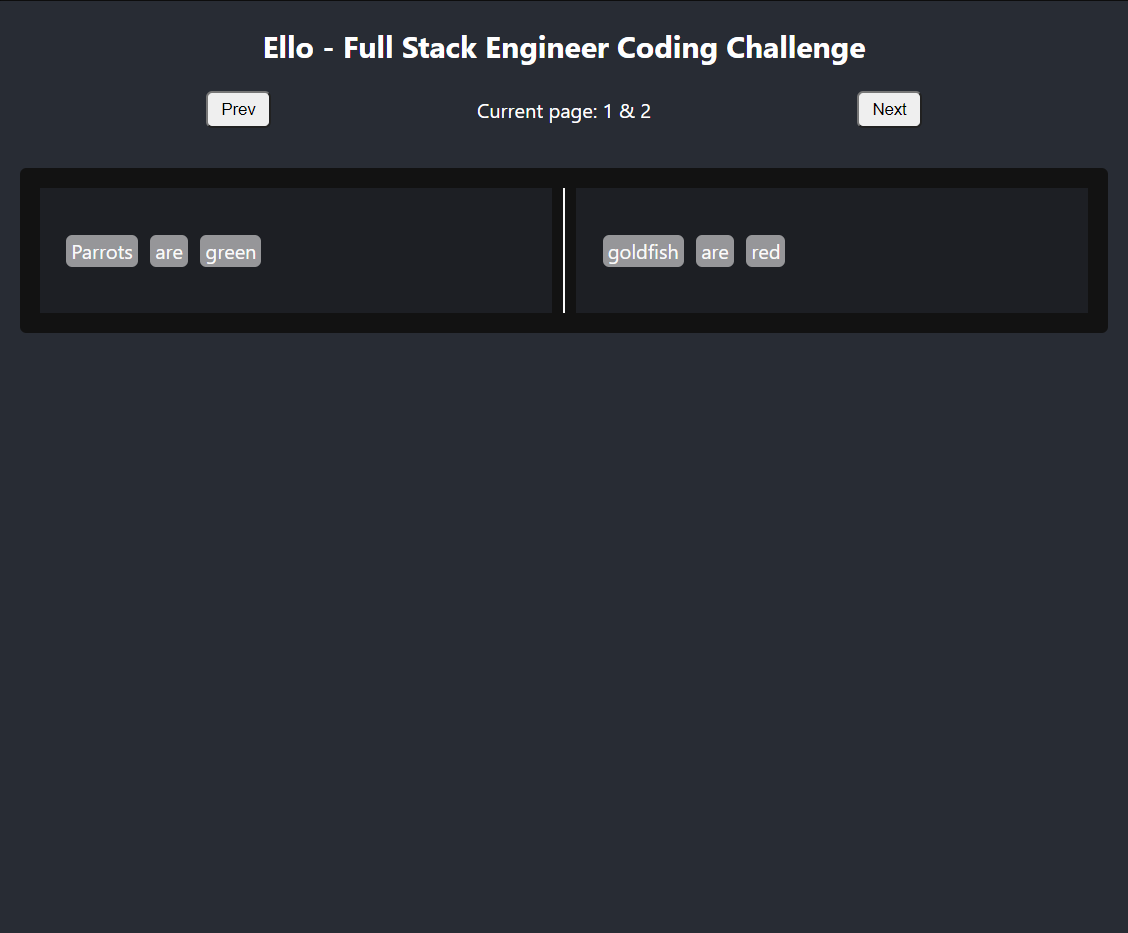 Ello - Full Stack Engineer Coding Challenge
Prev
Current page: 1 & 2
Next
Parrots are green
goldfish are red